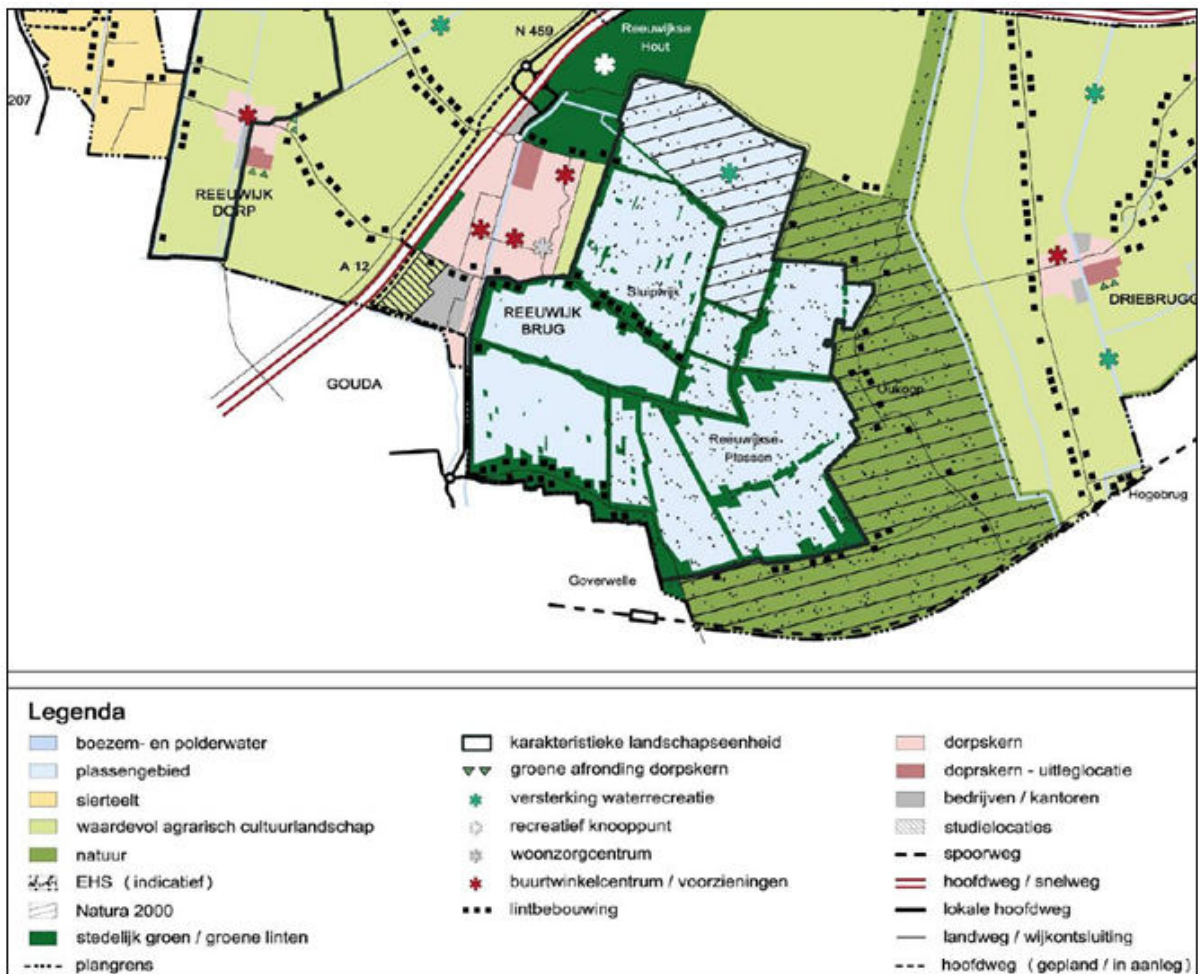 N 459
Reeuwijkse
Hout
207
REEUWIJK
DORP
A 12
Sluipwijk
REEUWIJK
BRUG
DRIEBRUGG
GOUDA
Oukoop
Reeuwijkse
Plassen
Hogebrug
Goverwelle
Legenda
boezem- en polderwater
plassengebied
sierteelt
waardevol agrarisch cultuurlandschap
natuur
EHS ( indicatief )
Natura 2000
stedelijk groen / groene linten
plangrens
karakteristieke landschapseenheid
groene afronding dorpskern
versterking waterrecreatie
recreatief knooppunt
woonzorgcentrum
buurtwinkelcentrum / voorzieningen
lintbebouwing
dorpskern
doprskern - uitleglocatie
bedrijven / kantoren
studielocaties
spoorweg
hoofdweg / snelweg
lokale hoofdweg
landweg / wijkontsluiting
hoofdweg ( gepland / in aanleg )